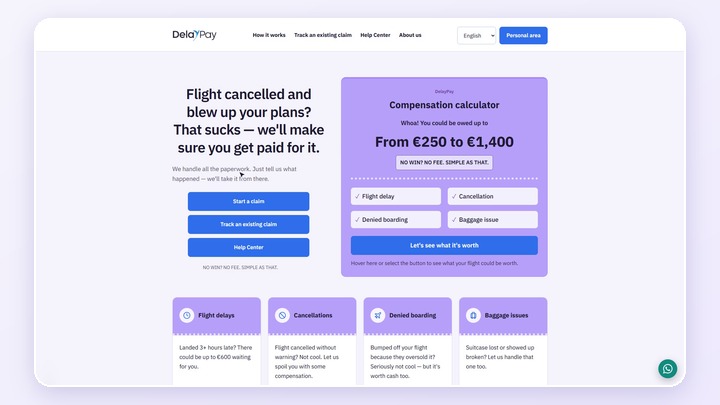 DelayPay
How it works
Track an existing claim
Help Center
About us
English
Personal area
Flight cancelled and
blew up your plans?
That sucks — we'll make
sure you get paid for it.
We handle all the paperwork. Just tell us what
happened — we'll take it from there.
Start a claim
Track an existing claim
Help Center
NO WIN? NO FEE. SIMPLE AS THAT.
DelayPay
Compensation calculator
Whoa! You could be owed up to
From €250 to €1,400
NO WIN? NO FEE. SIMPLE AS THAT.
✓ Flight delay
✓ Cancellation
✓ Denied boarding
✓ Baggage issue
Let's see what it's worth
Hover here or select the button to see what your flight could be worth.
Flight delays
Landed 3+ hours late? There
could be up to €600 waiting
for you.
Cancellations
Flight cancelled without
warning? Not cool. Let us
spoil you with some
compensation.
Denied boarding
Bumped off your flight
because they oversold it?
Seriously not cool — but it's
worth cash too.
Baggage issues
Suitcase lost or showed up
broken? Let us handle that
one too.